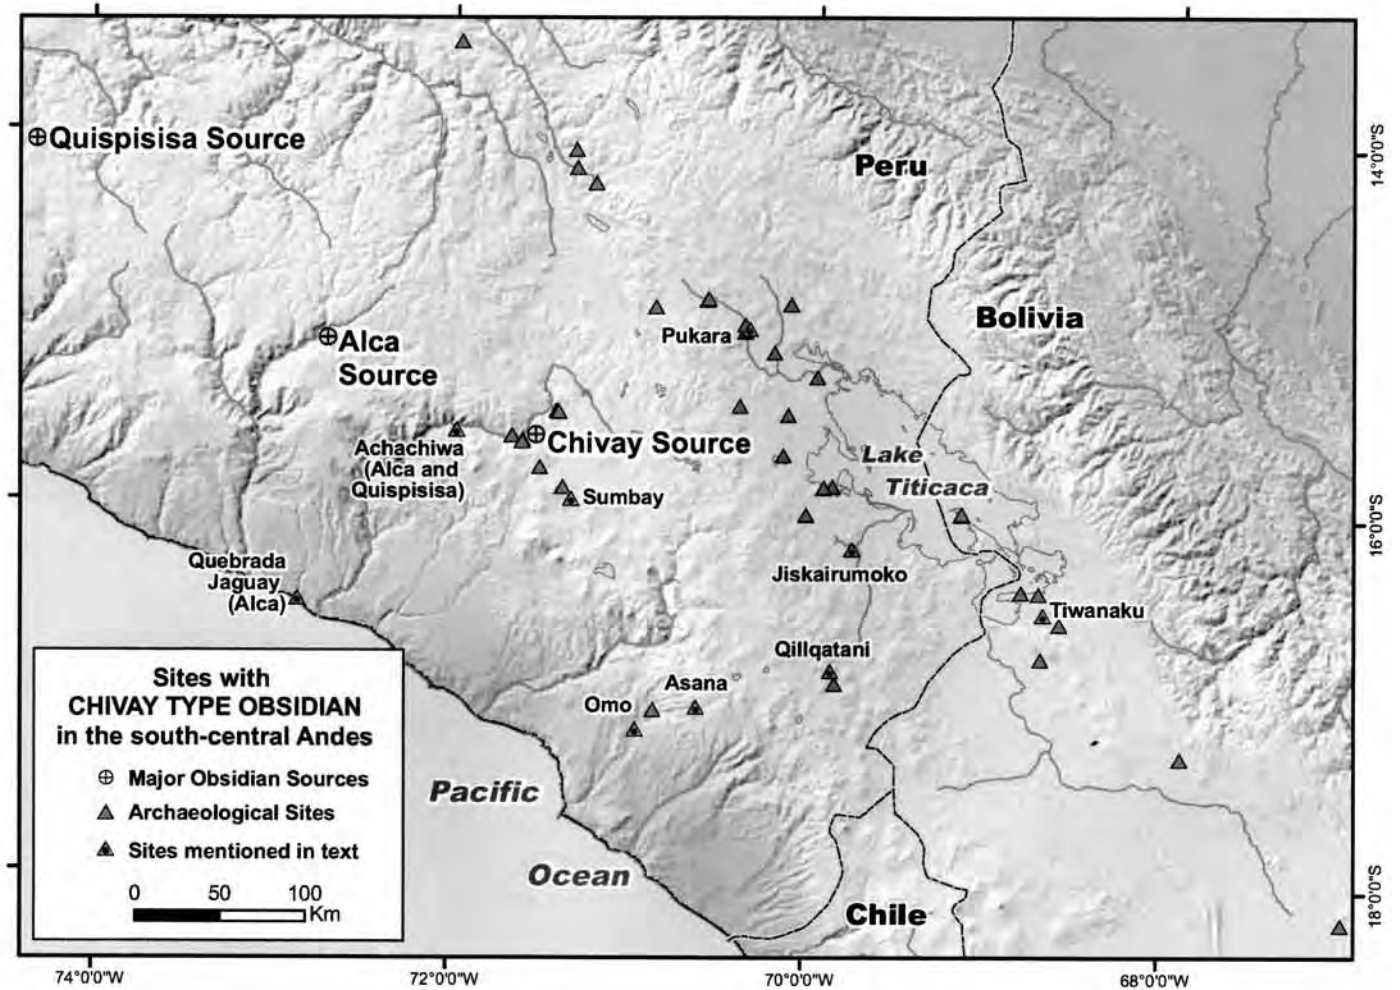 Quispisisa Source
Peru
14°0'0"S
Bolivia
Alca
Source
Pukara
Achachiwa
(Alca and
Quispisisa)
Chivay Source
Sumbay
Lake
Titicaca
16°0'0"S
Quebrada
Jaguay
(Alca)
Jiskairumoko
Tiwanaku
Qillqatani
Asana
Omo
Sites with
CHIVAY TYPE OBSIDIAN
in the south-central Andes
Major Obsidian Sources
Archaeological Sites
Sites mentioned in text
0 50 100
Km
Pacific
Ocean
Chile
18°0'0"S
74°0'0"W 72°0'0"W 70°0'0"W 68°0'0"W